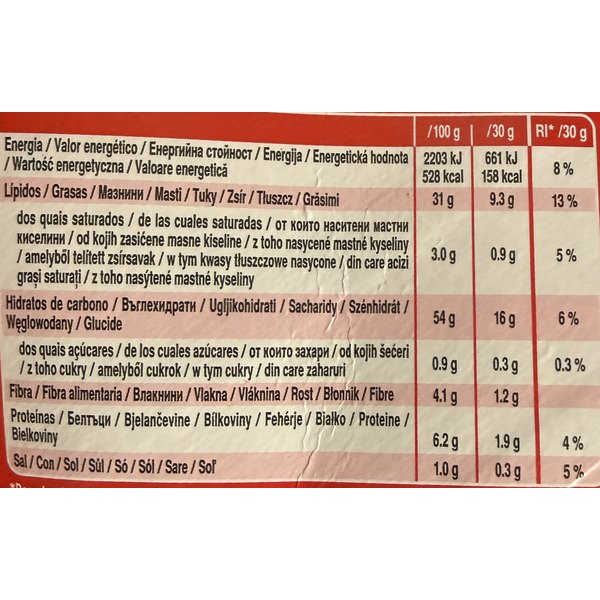 /100 g /30 g RI* /30 g
Energia / Valor energético / Енергийна стойност / Energija / Energetická hodnota
/ Wartość energetyczna / Valoare energetică
2203 kJ 661 kJ
528 kcal 158 kcal
8 %
Lípidos / Grasas / Мазнини / Masti / Tuky / Zsír / Tłuszcz / Grăsimi 31 g 9.3 g 13 %
dos quais saturados / de las cuales saturadas / от които наситени мастни
киселини / od kojih zasićene masne kiseline / z toho nasycené mastné kyseliny
/ amelyből telített zsírsavak / w tym kwasy tłuszczowe nasycone / din care acizi
grași saturați / z toho nasýtené mastné kyseliny
3.0 g 0.9 g 5 %
Hidratos de carbono / Въглехидрати / Ugljikohidrati / Sacharidy / Szénhidrát /
Węglowodany / Glucide
54 g 16 g 6 %
dos quais açúcares / de los cuales azúcares / от които захари / od kojih šećeri
/ z toho cukry / amelyből cukrok / w tym cukry / din care zaharuri
0.9 g 0.3 g 0.3 %
Fibra / Fibra alimentaria / Влакнини / Vlakna / Vláknina / Rost / Błonnik / Fibre 4.1 g 1.2 g
Proteínas / Белтъци / Bjelančevine / Bílkoviny / Fehérje / Białko / Proteine /
Bielkoviny
6.2 g 1.9 g 4 %
Sal / Сол / Sol / Sůl / Só / Sól / Sare / Soľ 1.0 g 0.3 g 5 %